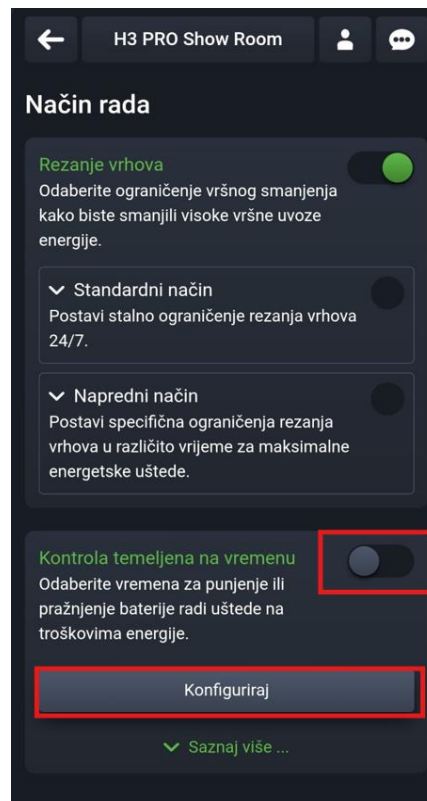 H3 PRO Show Room
Način rada
Rezanje vrhova
Odaberite ograničenje vršnog smanjenja
kako biste smanjili visoke vršne uvoze
energije.
Standardni način
Postavi stalno ograničenje rezanja vrhova
24/7.
Napredni način
Postavi specifična ograničenja rezanja
vrhova u različito vrijeme za maksimalne
energetske uštede.
Kontrola temeljena na vremenu
Odaberite vremena za punjenje ili
pražnjenje baterije radi uštede na
troškovima energije.
Konfiguriraj
Saznaj više ...